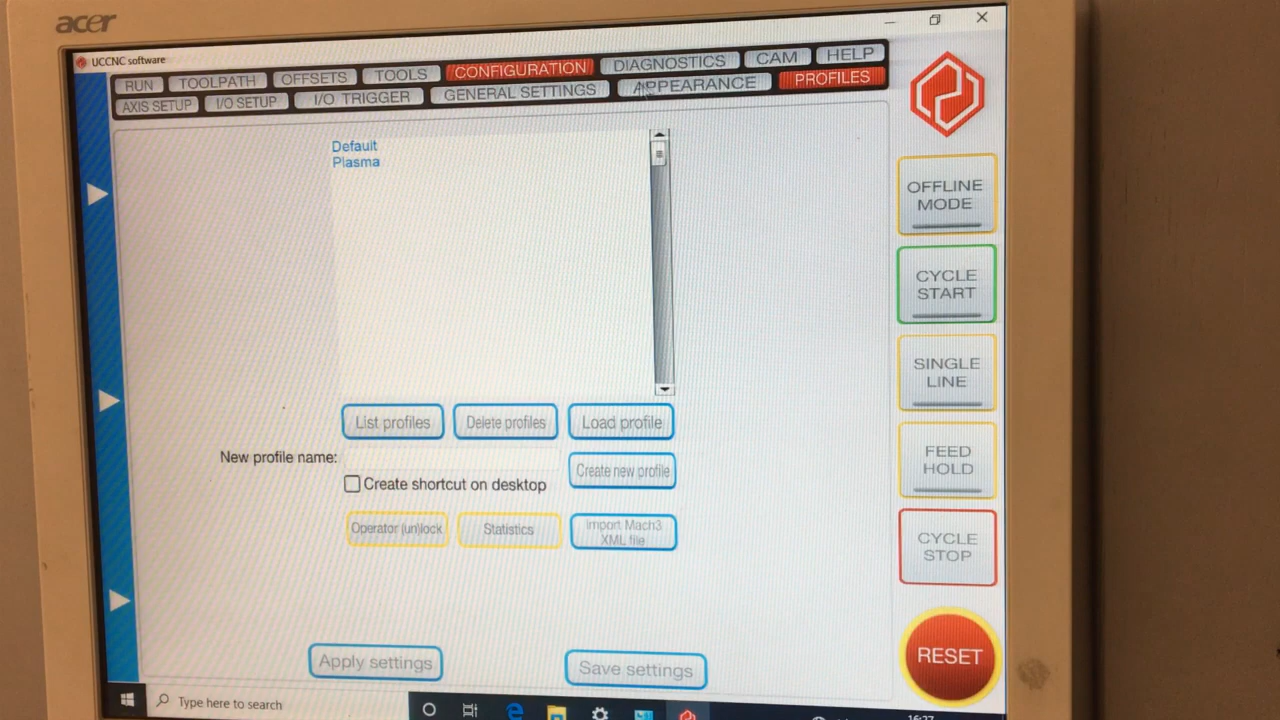 acer
UCCNC software
RUN TOOLPATH OFFSETS TOOLS CONFIGURATION DIAGNOSTICS CAM HELP
AXIS SETUP I/O SETUP I/O TRIGGER GENERAL SETTINGS APPEARANCE PROFILES
Default
Plasma
OFFLINE
MODE
CYCLE
START
SINGLE
LINE
FEED
HOLD
CYCLE
STOP
RESET
List profiles Delete profiles Load profile
New profile name:
Create new profile
Create shortcut on desktop
Operator (un)lock Statistics Import Mach3
XML file
Apply settings Save settings
Type here to search